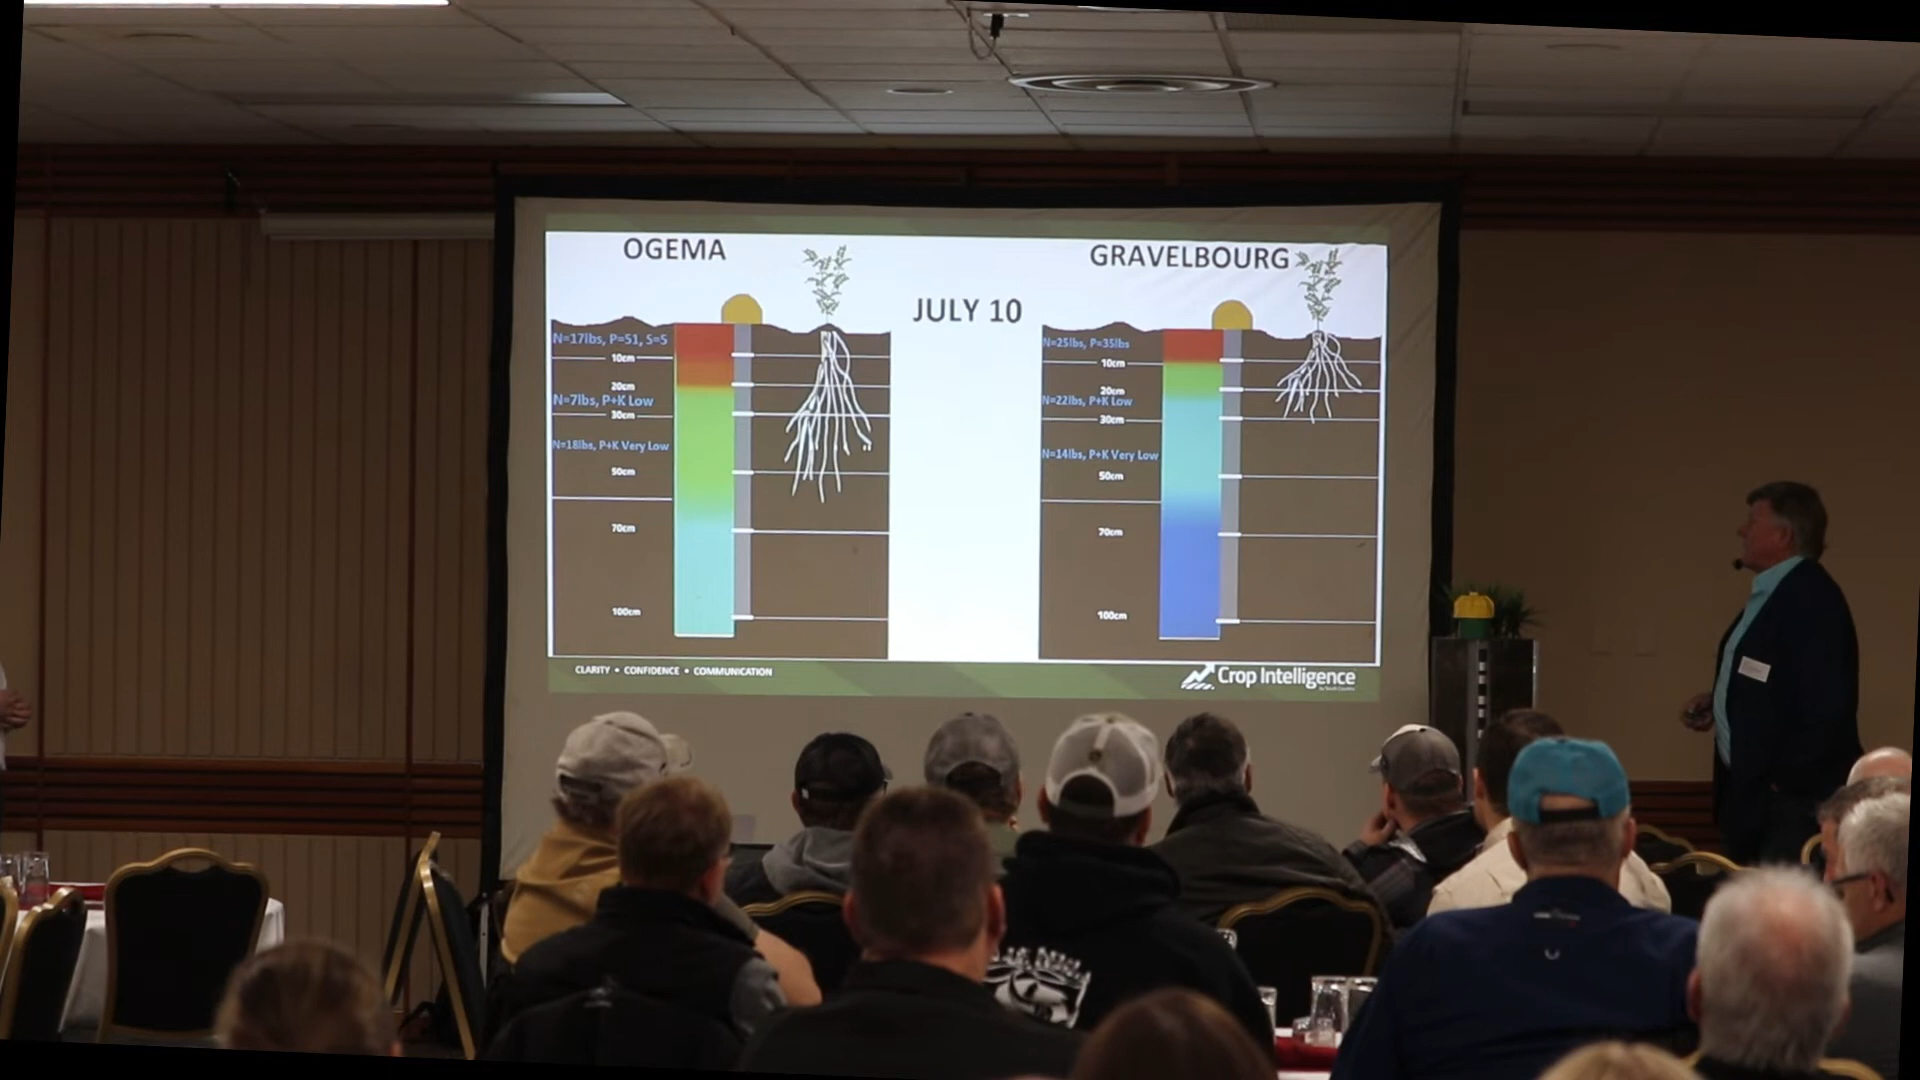 OGEMA
N=17lbs, P=51, S=5
10cm
20cm
N=7lbs, P+K Low
30cm
N=18lbs, P+K Very Low
50cm
70cm
100cm
JULY 10
GRAVELBOURG
N=25lbs, P=35lbs
10cm
20cm
N=22lbs, P+K Low
30cm
N=14lbs, P+K Very Low
50cm
70cm
100cm
CLARITY • CONFIDENCE • COMMUNICATION
Crop Intelligence